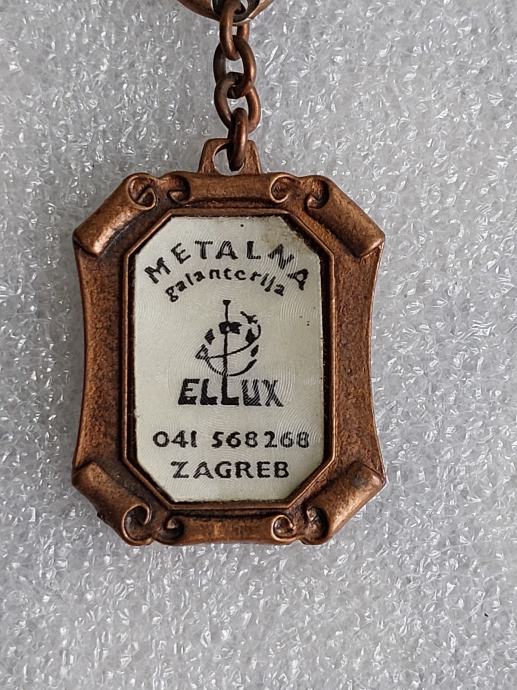 METALNA
galanterija
ELLUX
041 568268
ZAGREB